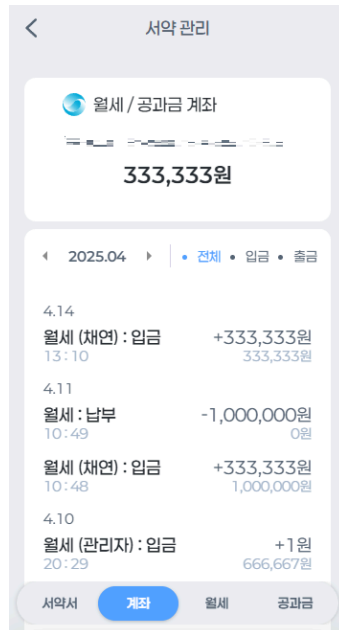 서약 관리
월세 / 공과금 계좌
333,333원
2025.04 • 전체 • 입금 • 출금
4.14
월세 (채연) : 입금 +333,333원
13:10 333,333원
4.11
월세 : 납부 -1,000,000원
10:49 0원
월세 (채연) : 입금 +333,333원
10:48 1,000,000원
4.10
월세 (관리자) : 입금 +1원
20:29 666,667원
서약서 계좌 월세 공과금